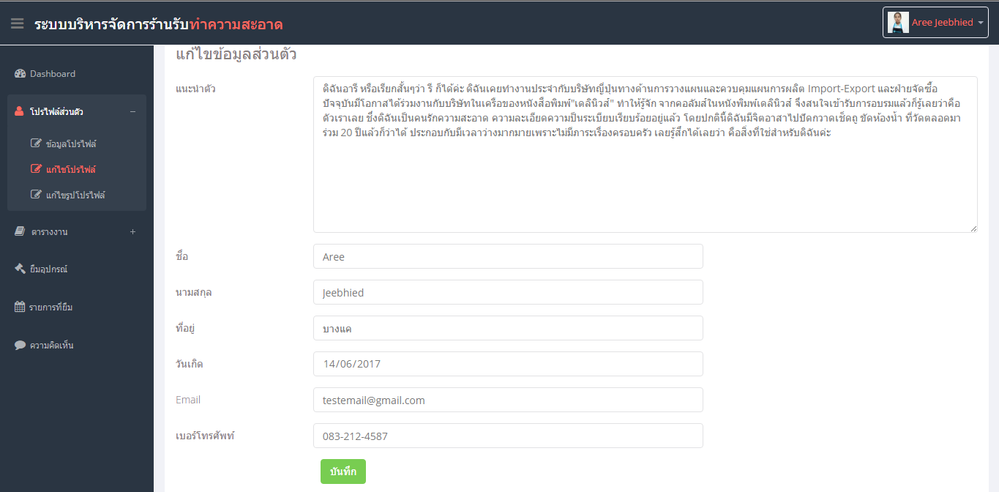 ระบบบริหารจัดการร้านรับทำความสะอาด
Aree Jeebhied
Dashboard
โปรไฟล์ส่วนตัว
ข้อมูลโปรไฟล์
แก้ไขโปรไฟล์
แก้ไขรูปโปรไฟล์
ตารางงาน
ยืมอุปกรณ์
รายการที่ยืม
ความคิดเห็น
แก้ไขข้อมูลส่วนตัว
แนะนำตัว
ดิฉันอารี หรือเรียกสั้นๆว่า รี ก็ได้ค่ะ ดิฉันเคยทำงานประจำกับบริษัทญี่ปุ่นทางด้านการวางแผนและควบคุมแผนการผลิต Import-Export และฝ่ายจัดซื้อ
ปัจจุบันมีโอกาสได้ร่วมงานกับบริษัทในเครือของหนังสือพิมพ์"เดลินิวส์" ทำให้รู้จัก จากคอลัมส์ในหนังพิมพ์เดลินิวส์ จึงสนใจเข้ารับการอบรมแล้วก็รู้เลยว่าคือ
ตัวเราเลย ซึ่งดิฉันเป็นคนรักความสะอาด ความละเอียดความป็นระเบียบเรียบร้อยอยู่แล้ว โดยปกตินี้ดิฉันมีจิตอาสาไปปัดกวาดเช็ดถู ขัดห้องน้ำ ที่วัดตลอดมา
ร่วม 20 ปีแล้วก็ว่าได้ ประกอบกับมีเวลาว่างมากมายเพราะไม่มีภาระเรื่องครอบครัว เลยรู้สึกได้เลยว่า คือสิ่งที่ใช่สำหรับดิฉันค่ะ
ชื่อ
Aree
นามสกุล
Jeebhied
ที่อยู่
บางแค
วันเกิด
14/06/2017
Email
testemail@gmail.com
เบอร์โทรศัพท์
083-212-4587
บันทึก